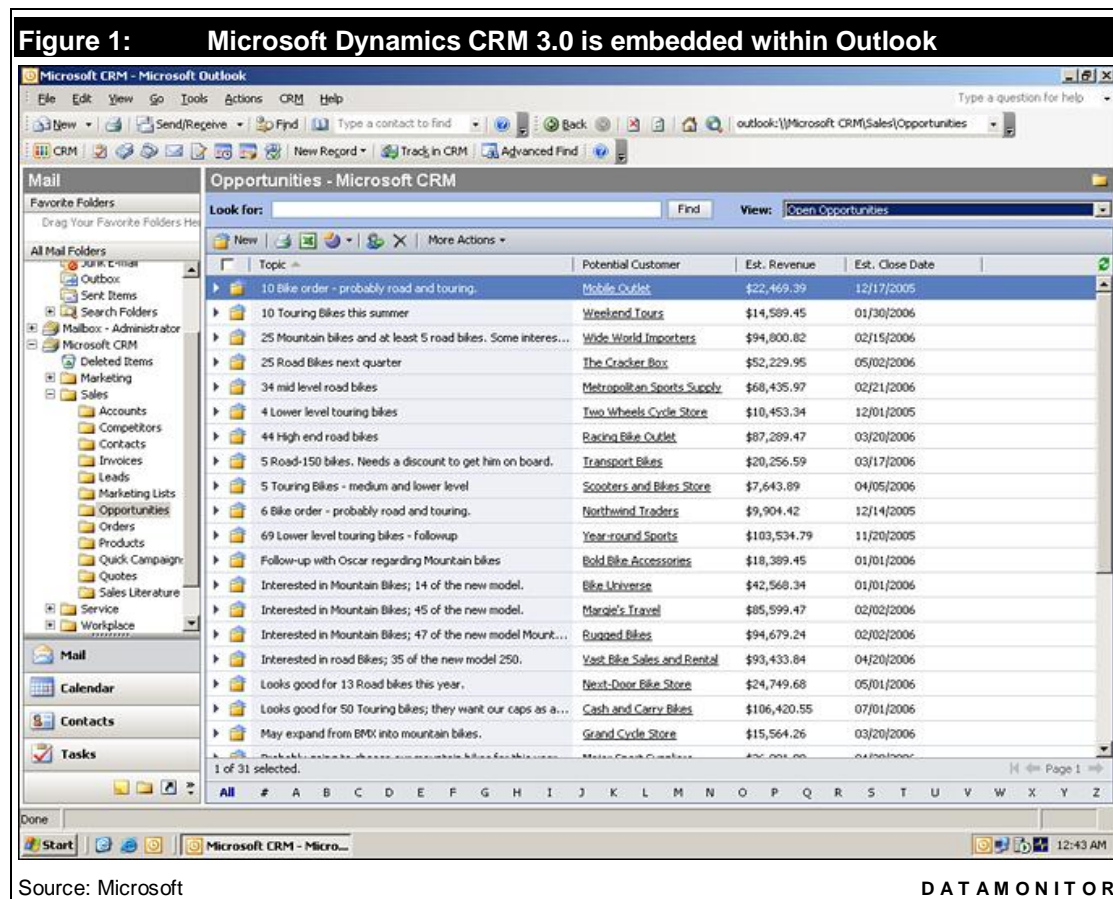 Figure 1: Microsoft Dynamics CRM 3.0 is embedded within Outlook
Microsoft CRM - Microsoft Outlook
File Edit View Go Tools Actions CRM Help
Type a question for help
New Send/Receive Find Type a contact to find Back outlook:\\Microsoft CRM\Sales\Opportunities
CRM New Record Track in CRM Advanced Find
Mail
Favorite Folders
Drag Your Favorite Folders Her
All Mail Folders
Junk E-mail
Outbox
Sent Items
Search Folders
Mailbox - Administrator
Microsoft CRM
Deleted Items
Marketing
Sales
Accounts
Competitors
Contacts
Invoices
Leads
Marketing Lists
Opportunities
Orders
Products
Quick Campaign
Quotes
Sales Literature
Service
Workplace
Mail
Calendar
Contacts
Tasks
Opportunities - Microsoft CRM
Look for: Find View: Open Opportunities
New More Actions
Topic Potential Customer Est. Revenue Est. Close Date
10 Bike order - probably road and touring. Mobile Outlet $22,469.39 12/17/2005
10 Touring Bikes this summer Weekend Tours $14,589.45 01/30/2006
25 Mountain bikes and at least 5 road bikes. Some interes... Wide World Importers $94,800.82 02/15/2006
25 Road Bikes next quarter The Cracker Box $52,229.95 05/02/2006
34 mid level road bikes Metropolitan Sports Supply $68,435.97 02/21/2006
4 Lower level touring bikes Two Wheels Cycle Store $10,453.34 12/01/2005
44 High end road bikes Racing Bike Outlet $87,289.47 03/20/2006
5 Road-150 bikes. Needs a discount to get him on board. Transport Bikes $20,256.59 03/17/2006
5 Touring Bikes - medium and lower level Scooters and Bikes Store $7,643.89 04/05/2006
6 Bike order - probably road and touring. Northwind Traders $9,904.42 12/14/2005
69 Lower level touring bikes - followup Year-round Sports $103,534.79 11/20/2005
Follow-up with Oscar regarding Mountain bikes Bold Bike Accessories $18,389.45 01/01/2006
Interested in Mountain Bikes; 14 of the new model. Bike Universe $42,568.34 01/01/2006
Interested in Mountain Bikes; 45 of the new model. Margie's Travel $85,599.47 02/02/2006
Interested in Mountain Bikes; 47 of the new model Mount... Rugged Bikes $94,679.24 02/02/2006
Interested in road Bikes; 35 of the new model 250. Vast Bike Sales and Rental $93,433.84 04/20/2006
Looks good for 13 Road bikes this year. Next-Door Bike Store $24,749.68 05/01/2006
Looks good for 50 Touring bikes; they want our caps as a... Cash and Carry Bikes $106,420.55 07/01/2006
May expand from BMX into mountain bikes. Grand Cycle Store $15,564.26 03/20/2006
1 of 31 selected. Page 1
All # A B C D E F G H I J K L M N O P Q R S T U V W X Y Z
Done
Start Microsoft CRM - Micro... 12:43 AM
Source: Microsoft
DATAMONITOR